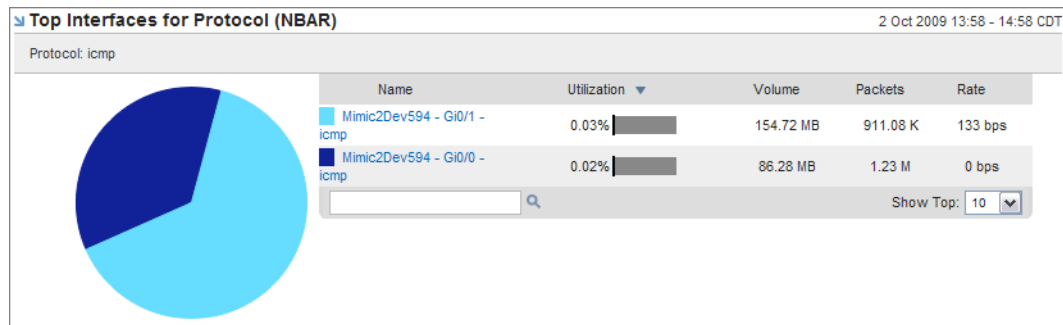 Top Interfaces for Protocol (NBAR) 2 Oct 2009 13:58 - 14:58 CDT
Protocol: icmp
Name Utilization Volume Packets Rate
Mimic2Dev594 - Gi0/1 -
icmp
0.03% 154.72 MB 911.08 K 133 bps
Mimic2Dev594 - Gi0/0 -
icmp
0.02% 86.28 MB 1.23 M 0 bps
Show Top: 10